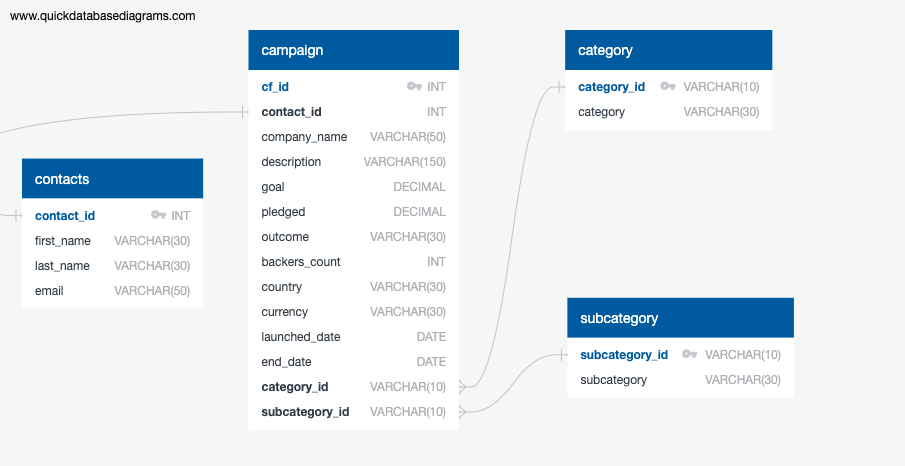 www.quickdatabasediagrams.com
campaign
cf_id INT
contact_id INT
company_name VARCHAR(50)
description VARCHAR(150)
goal DECIMAL
pledged DECIMAL
outcome VARCHAR(30)
backers_count INT
country VARCHAR(30)
currency VARCHAR(30)
launched_date DATE
end_date DATE
category_id VARCHAR(10)
subcategory_id VARCHAR(10)
category
category_id VARCHAR(10)
category VARCHAR(30)
contacts
contact_id INT
first_name VARCHAR(30)
last_name VARCHAR(30)
email VARCHAR(50)
subcategory
subcategory_id VARCHAR(10)
subcategory VARCHAR(30)